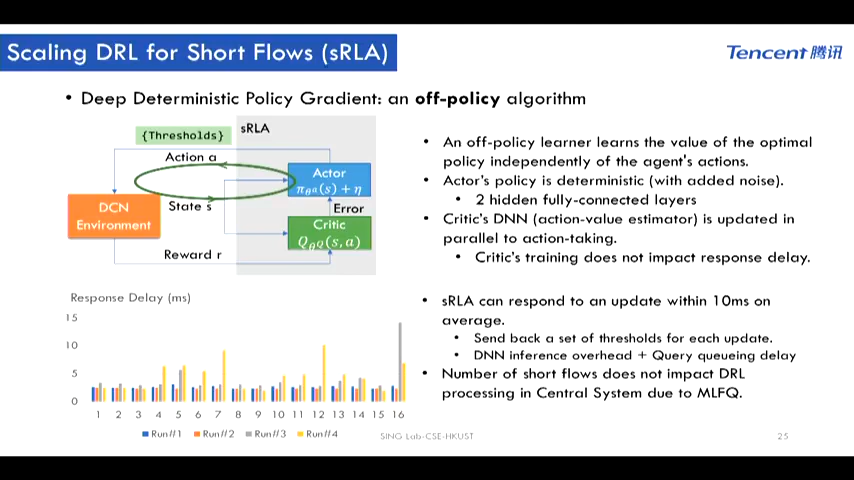 Scaling DRL for Short Flows (sRLA)
Tencent 腾讯
• Deep Deterministic Policy Gradient: an off-policy algorithm
{Thresholds}
sRLA
Action a
Actor
πθᵃ(s) + η
State s
DCN
Environment
Error
Critic
QθQ(s, a)
Reward r
• An off-policy learner learns the value of the optimal
policy independently of the agent's actions.
• Actor's policy is deterministic (with added noise).
• 2 hidden fully-connected layers
• Critic's DNN (action-value estimator) is updated in
parallel to action-taking.
• Critic's training does not impact response delay.
• sRLA can respond to an update within 10ms on
average.
• Send back a set of thresholds for each update.
• DNN inference overhead + Query queueing delay
• Number of short flows does not impact DRL
processing in Central System due to MLFQ.
Response Delay (ms)
15
10
5
0
1 2 3 4 5 6 7 8 9 10 11 12 13 14 15 16
Run#1 Run#2 Run#3 Run#4
SING Lab-CSE-HKUST
25